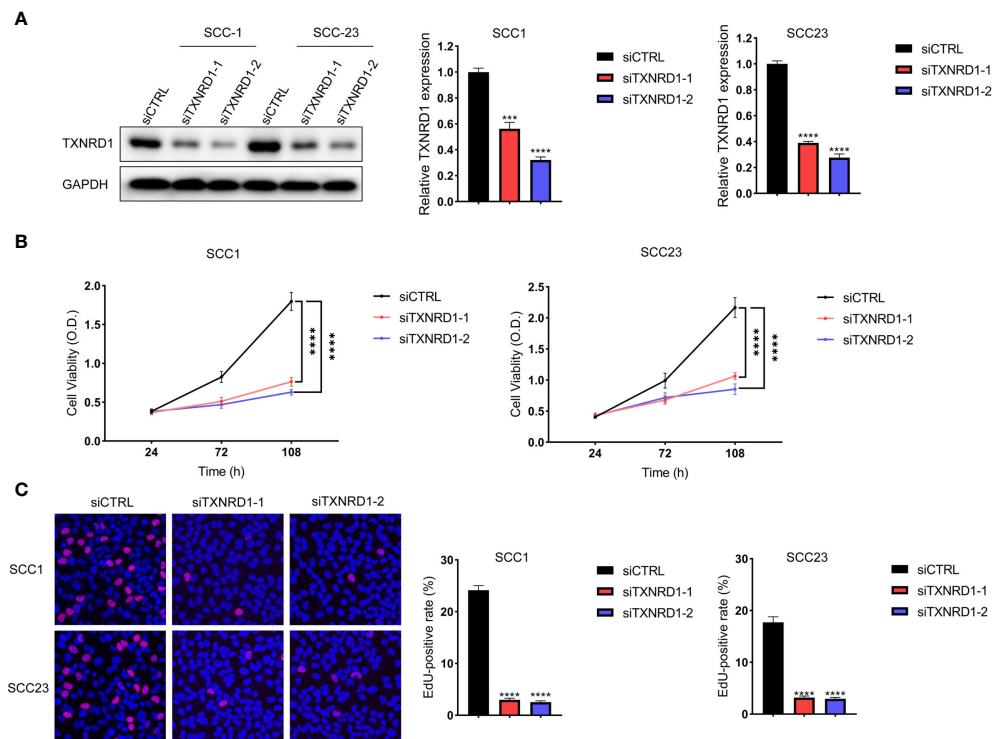 A
SCC-1
SCC-23
siCTRL
siTXNRD1-1
siTXNRD1-2
siCTRL
siTXNRD1-1
siTXNRD1-2
TXNRD1
GAPDH
SCC1
Relative TXNRD1 expression
1.4
1.2
1.0
0.8
0.6
0.4
0.2
0.0
***
****
siCTRL
siTXNRD1-1
siTXNRD1-2
SCC23
Relative TXNRD1 expression
1.2
1.0
0.8
0.6
0.4
0.2
0.0
****
****
siCTRL
siTXNRD1-1
siTXNRD1-2
B
SCC1
Cell Viablity (O.D.)
2.0
1.5
1.0
0.5
0.0
24
72
108
Time (h)
****
****
siCTRL
siTXNRD1-1
siTXNRD1-2
SCC23
Cell Viablity (O.D.)
2.5
2.0
1.5
1.0
0.5
0.0
24
72
108
Time (h)
****
****
siCTRL
siTXNRD1-1
siTXNRD1-2
C
siCTRL
siTXNRD1-1
siTXNRD1-2
SCC1
SCC23
SCC1
EdU-positive rate (%)
30
20
10
0
****
****
siCTRL
siTXNRD1-1
siTXNRD1-2
SCC23
EdU-positive rate (%)
30
20
10
0
****
****
siCTRL
siTXNRD1-1
siTXNRD1-2